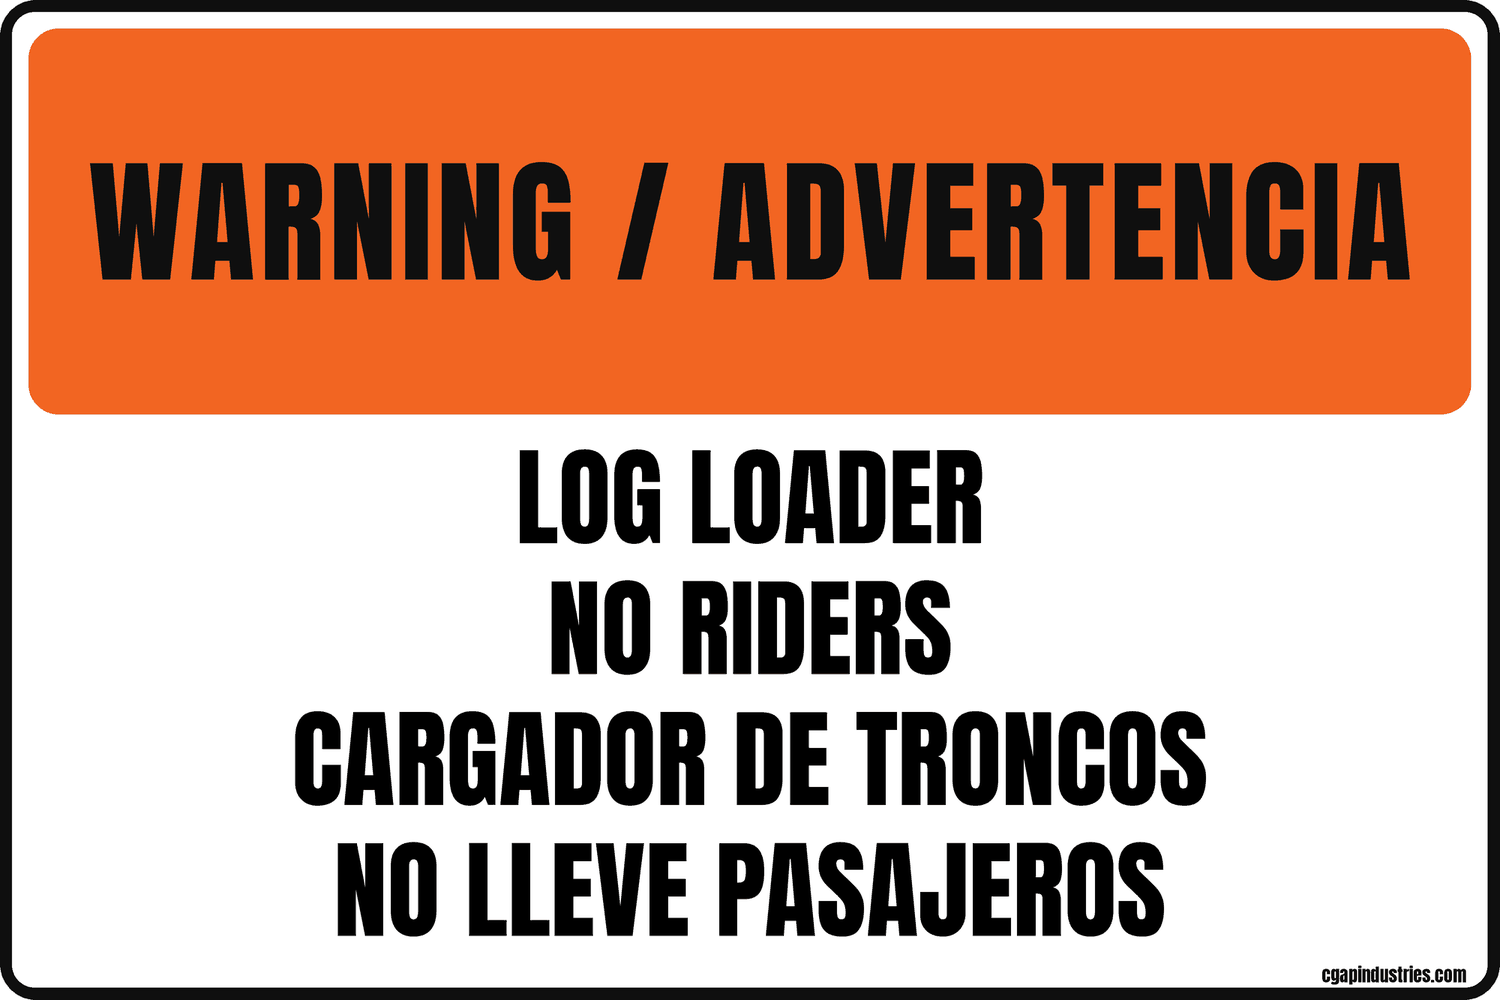 WARNING / ADVERTENCIA
LOG LOADER
NO RIDERS
CARGADOR DE TRONCOS
NO LLEVE PASAJEROS
cgapindustries.com